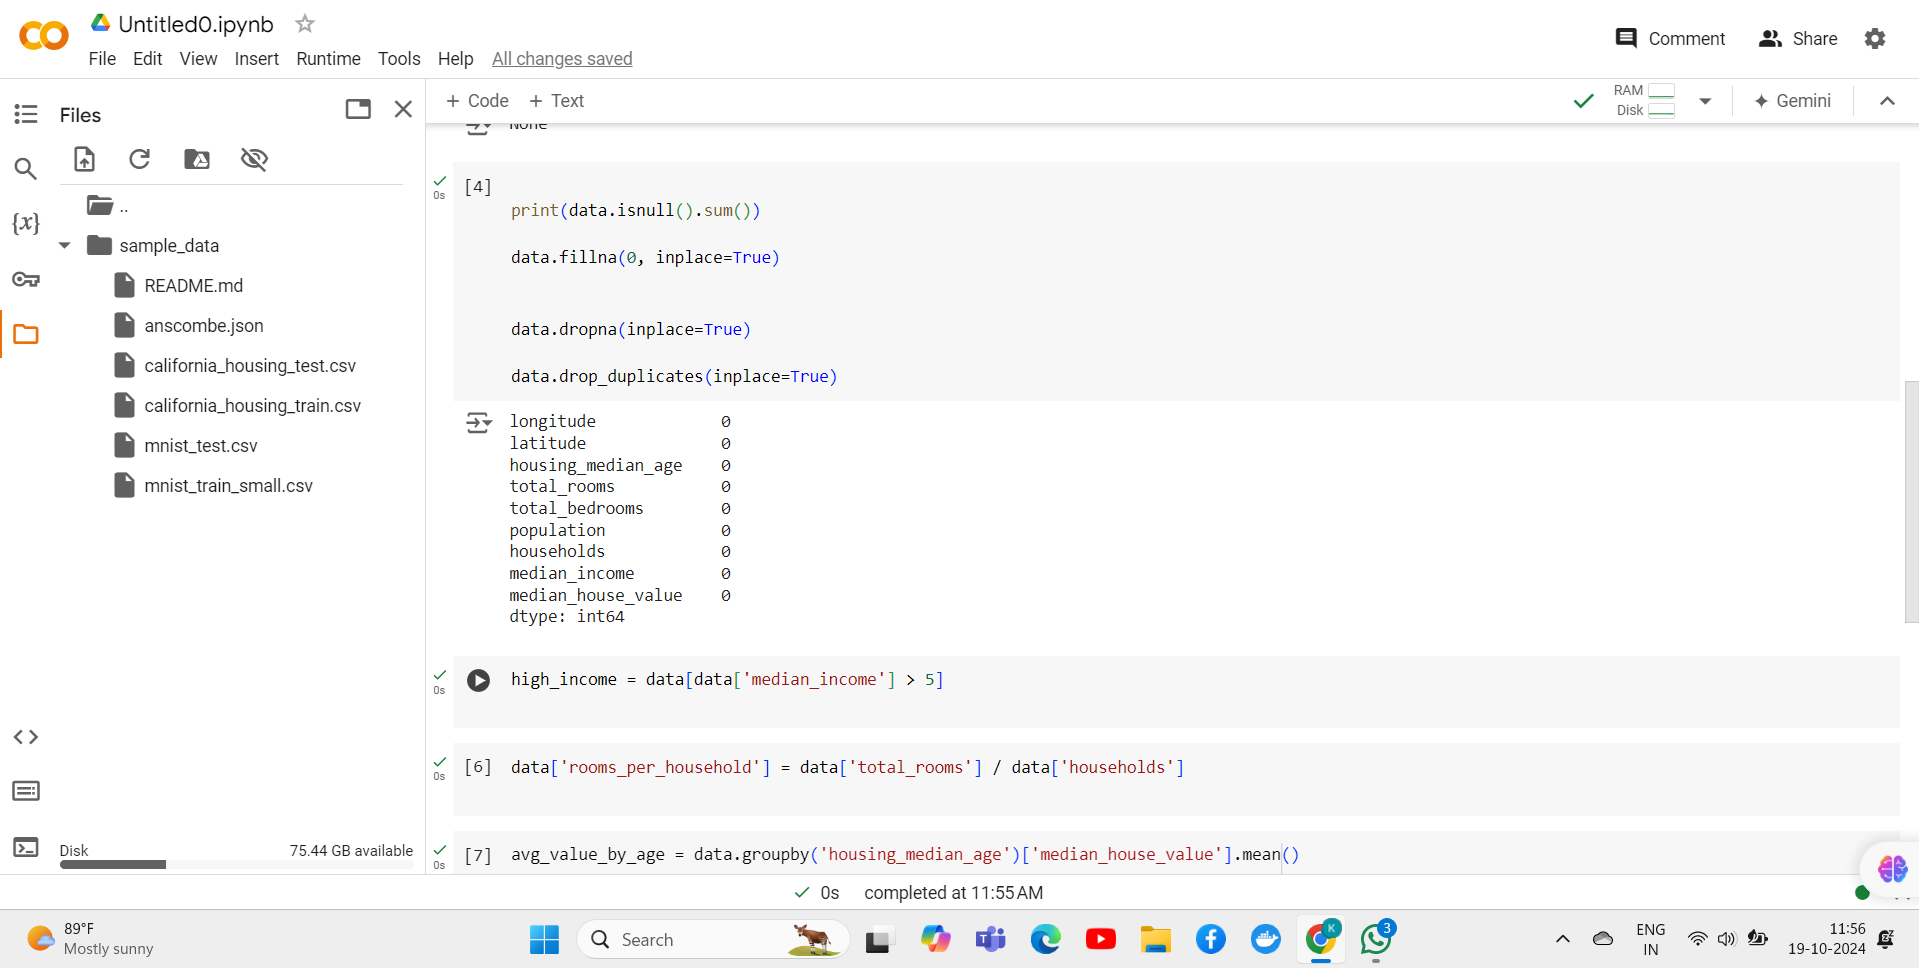 Untitled0.ipynb
File Edit View Insert Runtime Tools Help All changes saved
Comment
Share
Files
+ Code + Text
RAM
Disk
Gemini
None
..
sample_data
README.md
anscombe.json
california_housing_test.csv
california_housing_train.csv
mnist_test.csv
mnist_train_small.csv
{x}
Disk 75.44 GB available
0s
[4]
print(data.isnull().sum())
data.fillna(0, inplace=True)
data.dropna(inplace=True)
data.drop_duplicates(inplace=True)
longitude 0
latitude 0
housing_median_age 0
total_rooms 0
total_bedrooms 0
population 0
households 0
median_income 0
median_house_value 0
dtype: int64
0s
high_income = data[data['median_income'] > 5]
0s
[6] data['rooms_per_household'] = data['total_rooms'] / data['households']
0s
[7] avg_value_by_age = data.groupby('housing_median_age')['median_house_value'].mean()
0s completed at 11:55 AM
89°F
Mostly sunny
Search
K
3
ENG
IN
11:56
19-10-2024